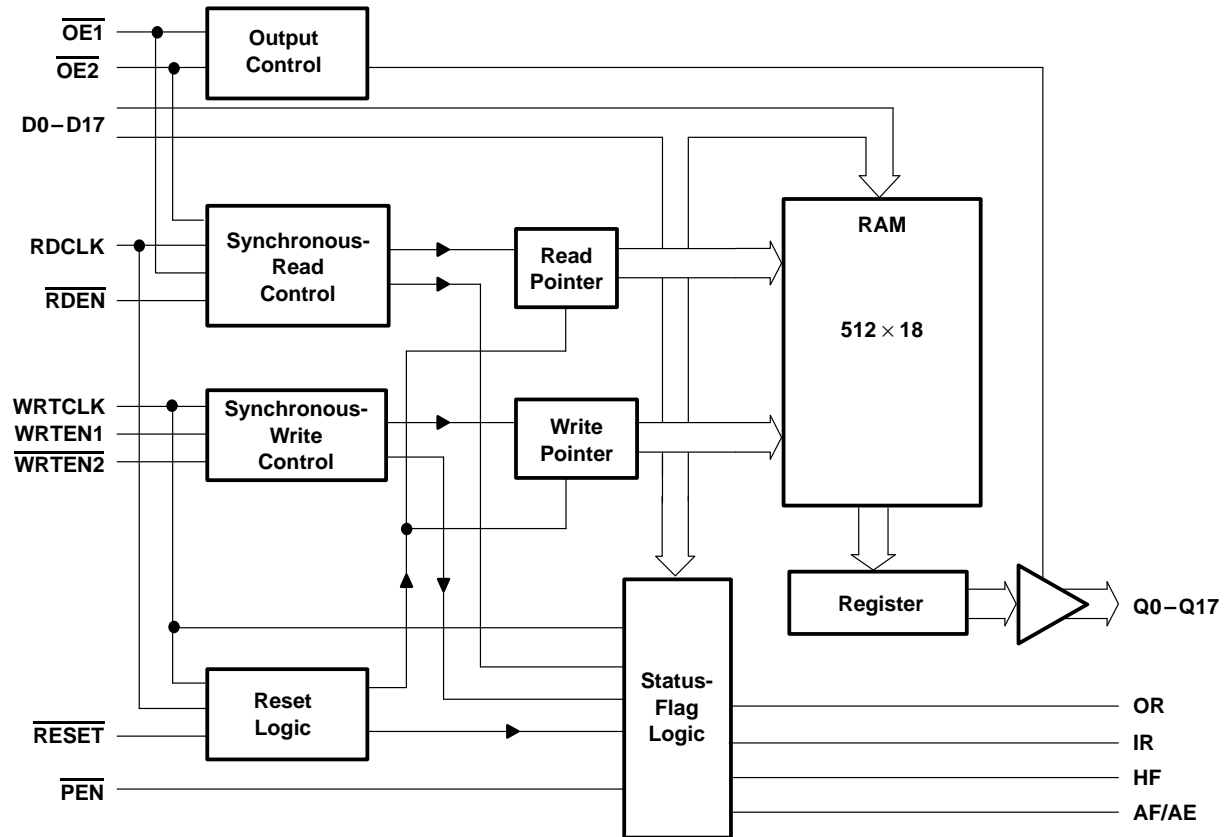 OE1
OE2
Output
Control
D0–D17
RDCLK
RDEN
Synchronous-
Read
Control
Read
Pointer
RAM
512 × 18
WRTCLK
WRTEN1
WRTEN2
Synchronous-
Write
Control
Write
Pointer
Register
Q0–Q17
Reset
Logic
RESET
PEN
Status-
Flag
Logic
OR
IR
HF
AF/AE